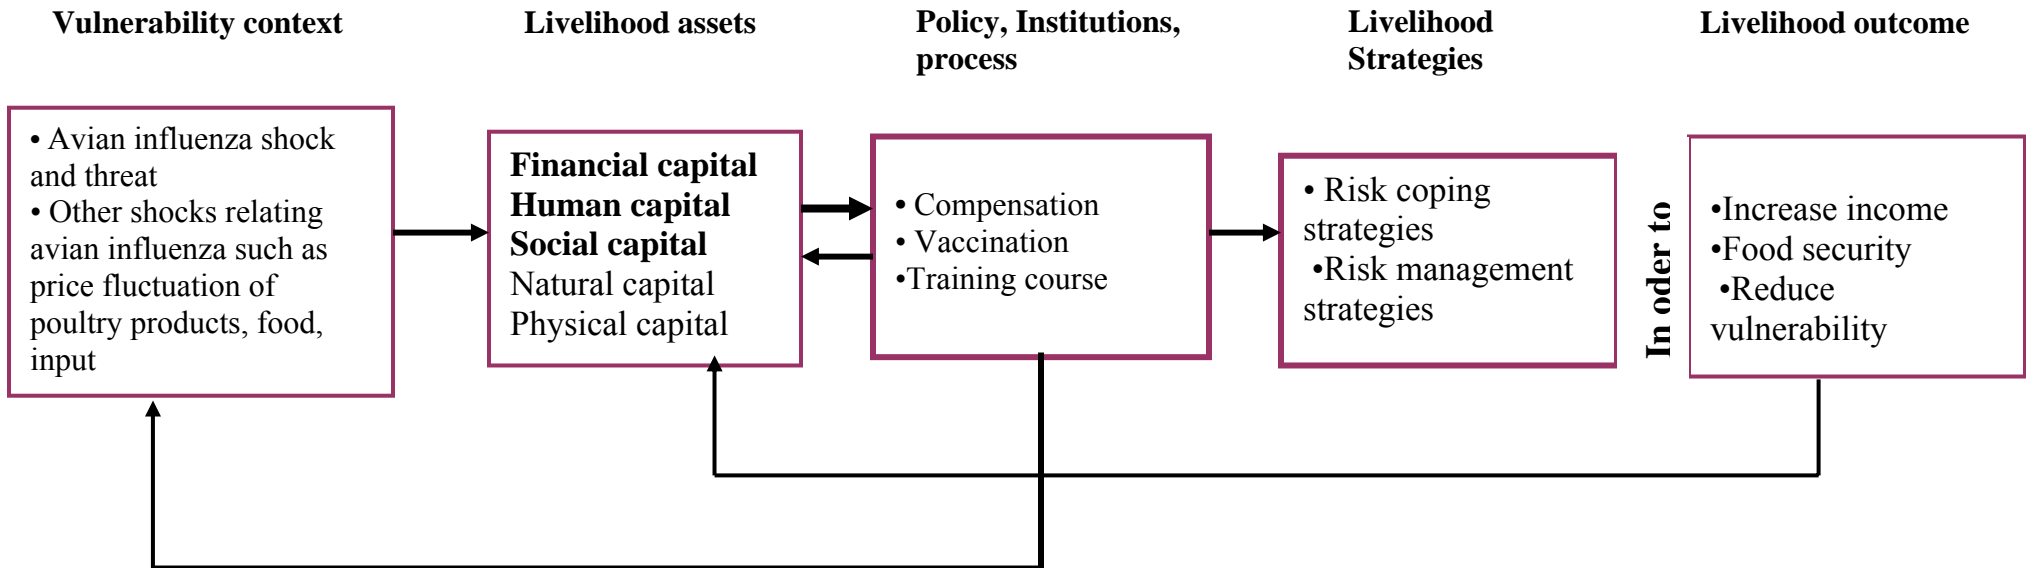 Vulnerability context
Livelihood assets
Policy, Institutions,
process
Livelihood
Strategies
Livelihood outcome
• Avian influenza shock
and threat
• Other shocks relating
avian influenza such as
price fluctuation of
poultry products, food,
input
Financial capital
Human capital
Social capital
Natural capital
Physical capital
• Compensation
• Vaccination
•Training course
• Risk coping
strategies
•Risk management
strategies
In oder to
•Increase income
•Food security
•Reduce
vulnerability